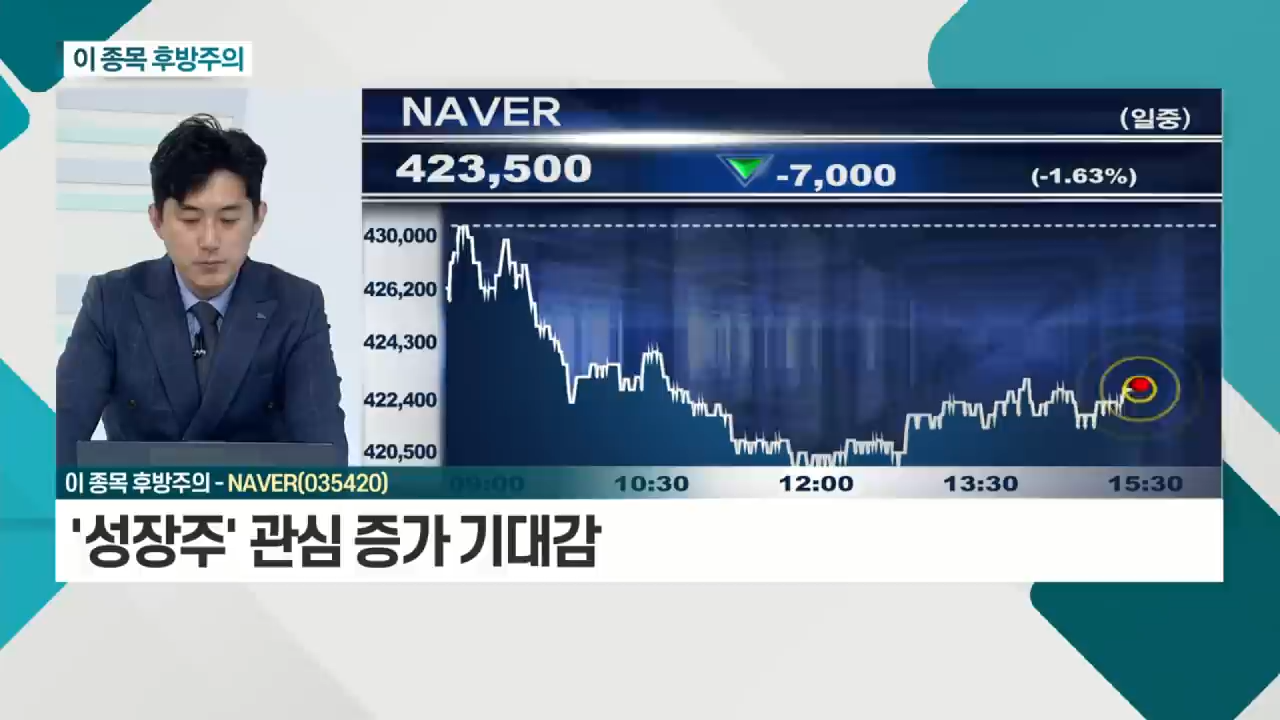 이 종목 후방주의
NAVER (일중)
423,500 ▼ -7,000 (-1.63%)
430,000
426,200
424,300
422,400
420,500
09:00 10:30 12:00 13:30 15:30
이 종목 후방주의 - NAVER(035420)
'성장주' 관심 증가 기대감